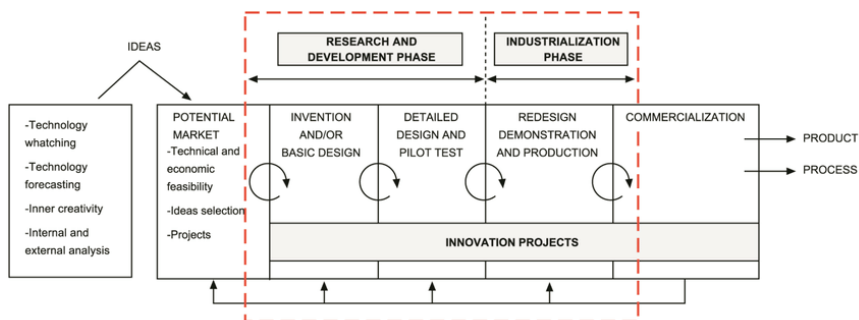 IDEAS
RESEARCH AND
DEVELOPMENT PHASE
INDUSTRIALIZATION
PHASE
-Technology
whatching
-Technology
forecasting
-Inner creativity
-Internal and
external analysis
POTENTIAL
MARKET
-Technical and
economic
feasibility
-Ideas selection
-Projects
INVENTION
AND/OR
BASIC DESIGN
DETAILED
DESIGN AND
PILOT TEST
REDESIGN
DEMONSTRATION
AND PRODUCTION
COMMERCIALIZATION
PRODUCT
PROCESS
INNOVATION PROJECTS